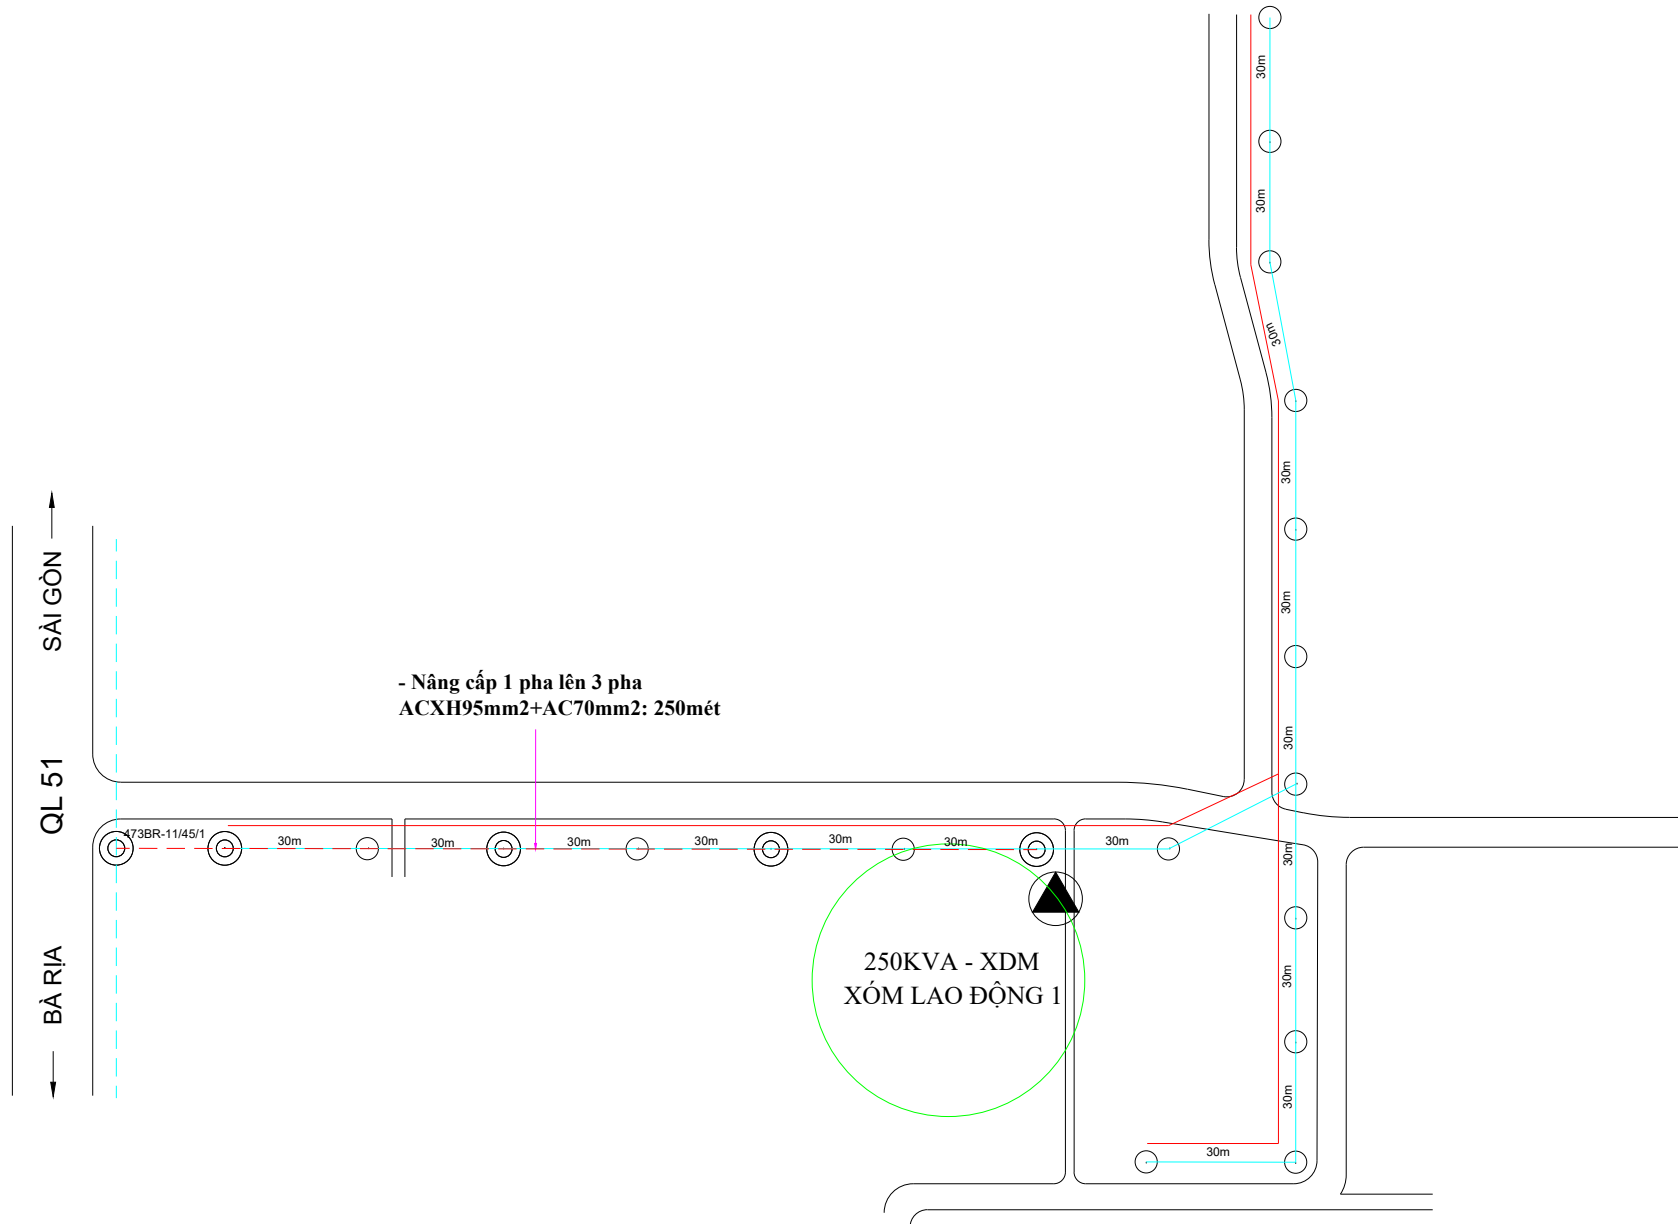 30m
30m
30m
30m
30m
30m
SÀI GÒN
QL 51
BÀ RỊA
- Nâng cấp 1 pha lên 3 pha
ACXH95mm2+AC70mm2: 250mét
473BR-11/45/1
30m
30m
30m
30m
30m
30m
30m
30m
250KVA - XDM
XÓM LAO ĐỘNG 1
30m
30m
30m